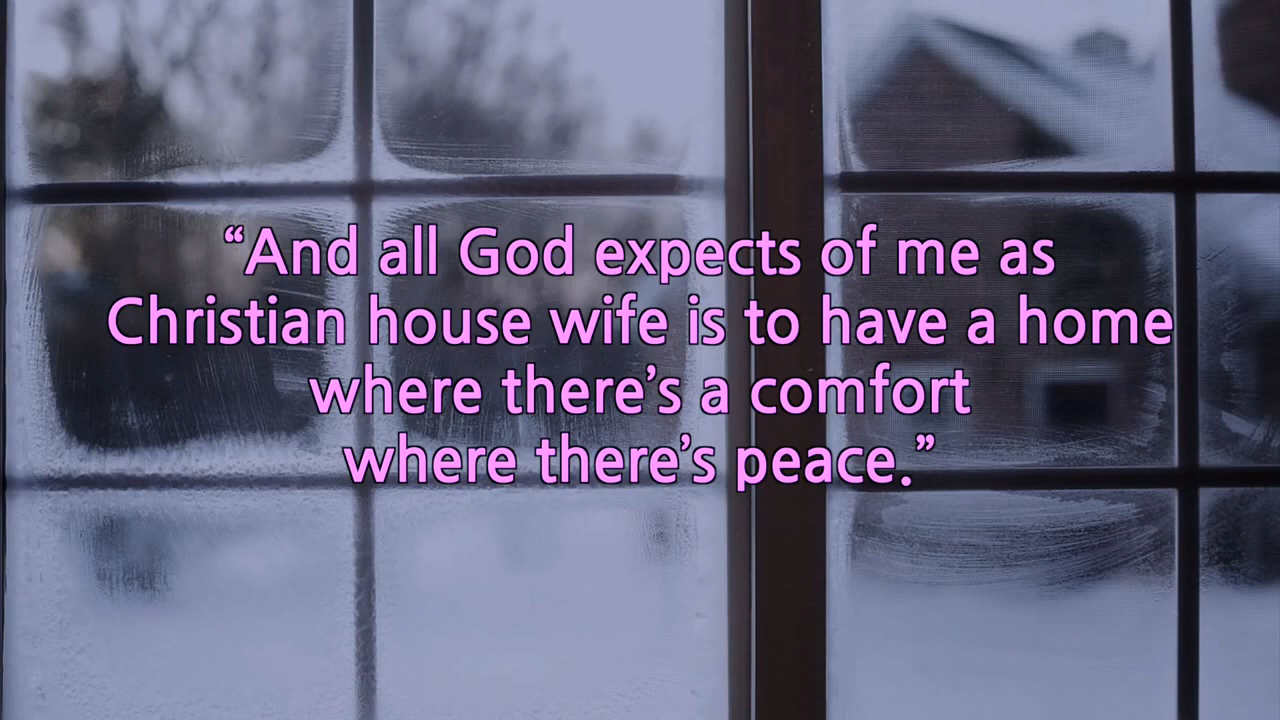 “And all God expects of me as
Christian house wife is to have a home
where there’s a comfort
where there’s peace.”